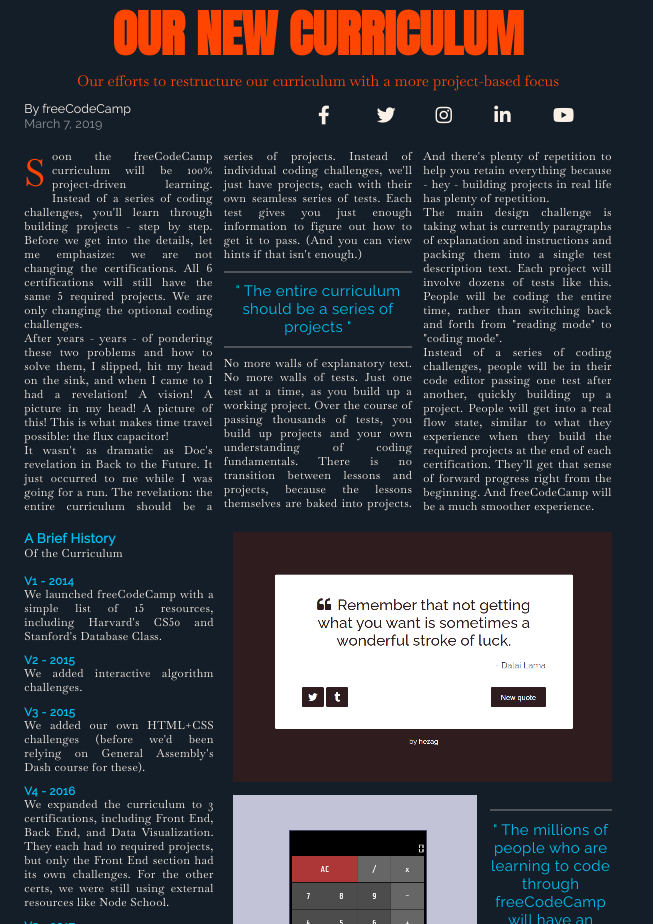 OUR NEW CURRICULUM
Our efforts to restructure our curriculum with a more project-based focus
By freeCodeCamp
March 7, 2019
Soon the freeCodeCamp
curriculum will be 100%
project-driven learning.
Instead of a series of coding
challenges, you'll learn through
building projects - step by step.
Before we get into the details, let
me emphasize: we are not
changing the certifications. All 6
certifications will still have the
same 5 required projects. We are
only changing the optional coding
challenges.
After years - years - of pondering
these two problems and how to
solve them, I slipped, hit my head
on the sink, and when I came to I
had a revelation! A vision! A
picture in my head! A picture of
this! This is what makes time travel
possible: the flux capacitor!
It wasn't as dramatic as Doc's
revelation in Back to the Future. It
just occurred to me while I was
going for a run. The revelation: the
entire curriculum should be a
series of projects. Instead of
individual coding challenges, we'll
just have projects, each with their
own seamless series of tests. Each
test gives you just enough
information to figure out how to
get it to pass. (And you can view
hints if that isn't enough.)
" The entire curriculum
should be a series of
projects "
No more walls of explanatory text.
No more walls of tests. Just one
test at a time, as you build up a
working project. Over the course of
passing thousands of tests, you
build up projects and your own
understanding of coding
fundamentals. There is no
transition between lessons and
projects, because the lessons
themselves are baked into projects.
And there's plenty of repetition to
help you retain everything because
- hey - building projects in real life
has plenty of repetition.
The main design challenge is
taking what is currently paragraphs
of explanation and instructions and
packing them into a single test
description text. Each project will
involve dozens of tests like this.
People will be coding the entire
time, rather than switching back
and forth from "reading mode" to
"coding mode".
Instead of a series of coding
challenges, people will be in their
code editor passing one test after
another, quickly building up a
project. People will get into a real
flow state, similar to what they
experience when they build the
required projects at the end of each
certification. They'll get that sense
of forward progress right from the
beginning. And freeCodeCamp will
be a much smoother experience.
A Brief History
Of the Curriculum
V1 - 2014
We launched freeCodeCamp with a
simple list of 15 resources,
including Harvard's CS50 and
Stanford's Database Class.
V2 - 2015
We added interactive algorithm
challenges.
V3 - 2015
We added our own HTML+CSS
challenges (before we'd been
relying on General Assembly's
Dash course for these).
V4 - 2016
We expanded the curriculum to 3
certifications, including Front End,
Back End, and Data Visualization.
They each had 10 required projects,
but only the Front End section had
its own challenges. For the other
certs, we were still using external
resources like Node School.
“ Remember that not getting
what you want is sometimes a
wonderful stroke of luck.
- Dalai Lama
New quote
by hezag
0
AC / x
7 8 9 -
4 5 6 +
" The millions of
people who are
learning to code
through
freeCodeCamp
will have an